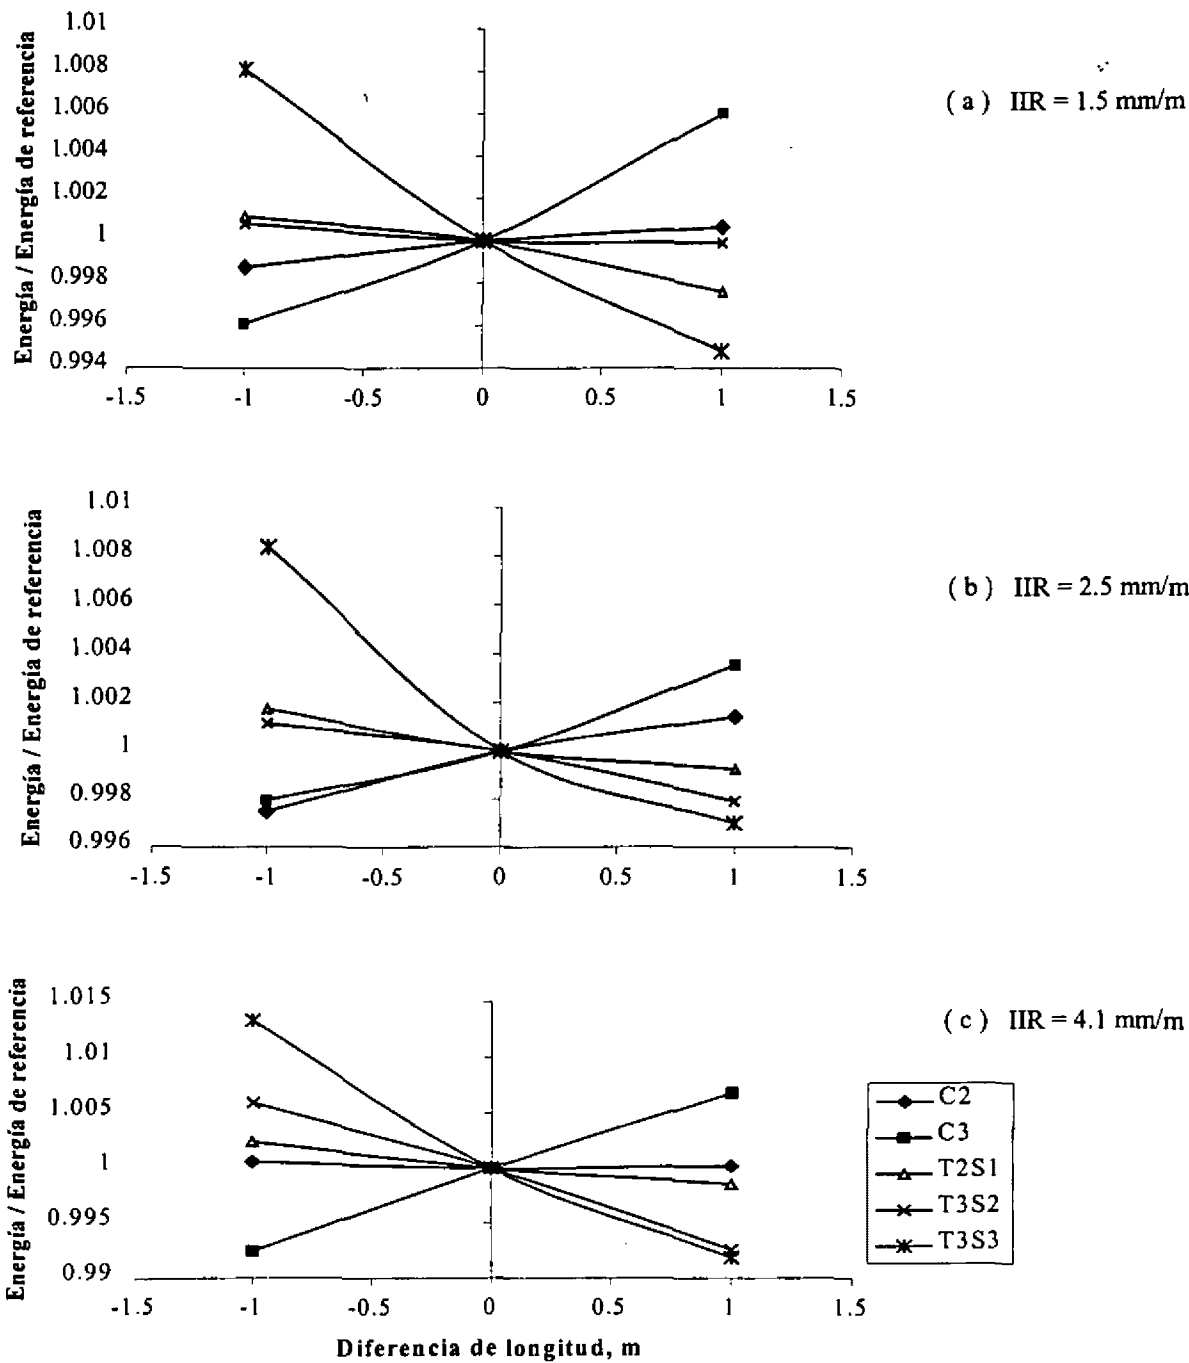 Energía / Energía de referencia
1.01
1.008
1.006
1.004
1.002
1
0.998
0.996
0.994
-1.5 -1 -0.5 0 0.5 1 1.5
( a ) IIR = 1.5 mm/m
Energía / Energía de referencia
1.01
1.008
1.006
1.004
1.002
1
0.998
0.996
-1.5 -1 -0.5 0 0.5 1 1.5
( b ) IIR = 2.5 mm/m
Energía / Energía de referencia
1.015
1.01
1.005
1
0.995
0.99
-1.5 -1 -0.5 0 0.5 1 1.5
Diferencia de longitud, m
( c ) IIR = 4.1 mm/m
C2
C3
T2S1
T3S2
T3S3